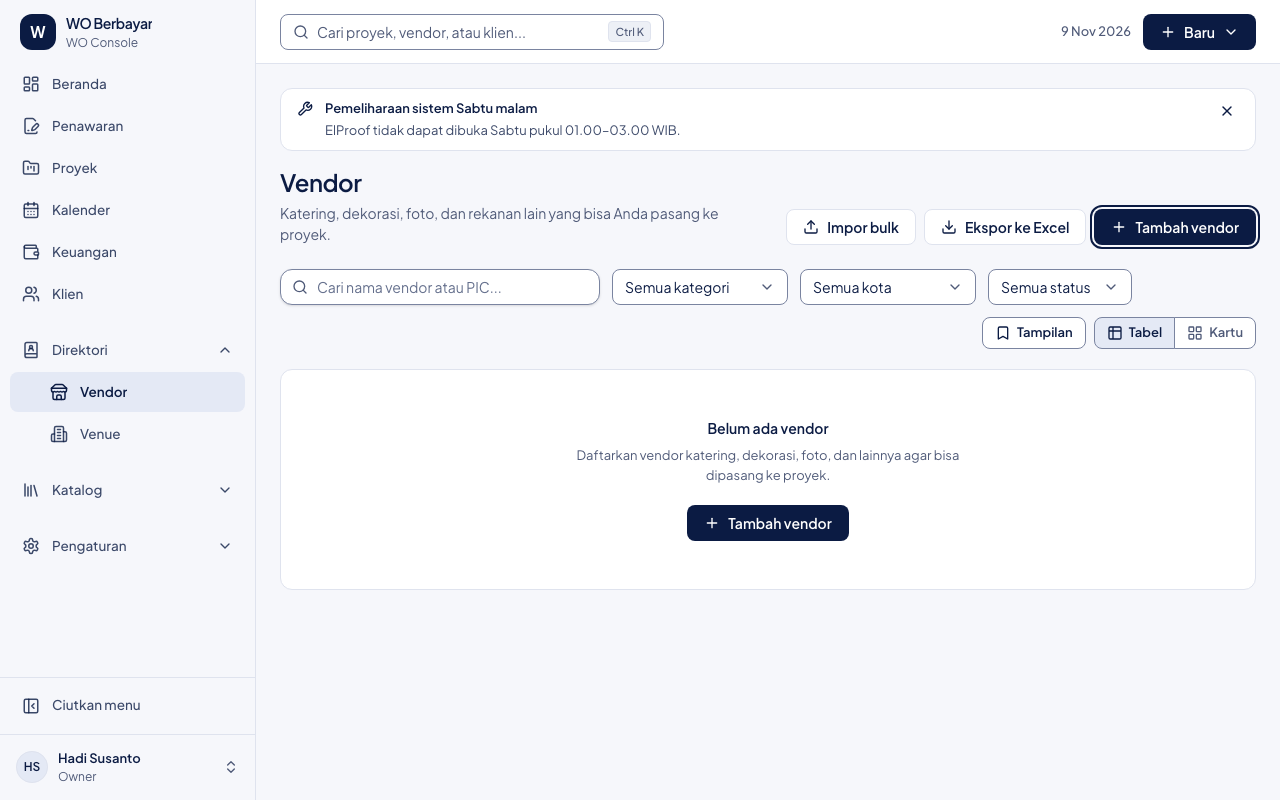 W
WO Berbayar
WO Console
Cari proyek, vendor, atau klien...
Ctrl K
9 Nov 2026
Baru
Beranda
Penawaran
Proyek
Kalender
Keuangan
Klien
Direktori
Vendor
Venue
Katalog
Pengaturan
Ciutkan menu
HS
Hadi Susanto
Owner
Pemeliharaan sistem Sabtu malam
ElProof tidak dapat dibuka Sabtu pukul 01.00–03.00 WIB.
Vendor
Katering, dekorasi, foto, dan rekanan lain yang bisa Anda pasang ke
proyek.
Impor bulk
Ekspor ke Excel
Tambah vendor
Cari nama vendor atau PIC...
Semua kategori
Semua kota
Semua status
Tampilan
Tabel
Kartu
Belum ada vendor
Daftarkan vendor katering, dekorasi, foto, dan lainnya agar bisa
dipasang ke proyek.
Tambah vendor